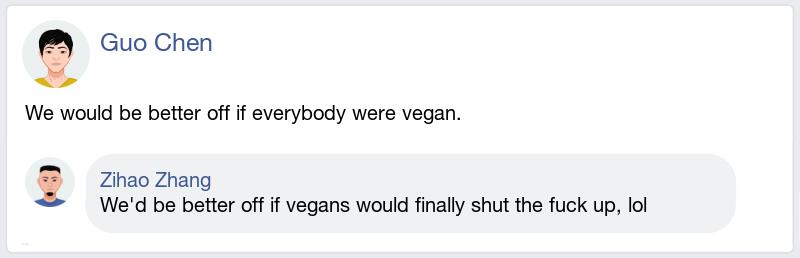 Guo Chen
We would be better off if everybody were vegan.
Zihao Zhang
We'd be better off if vegans would finally shut the fuck up, lol